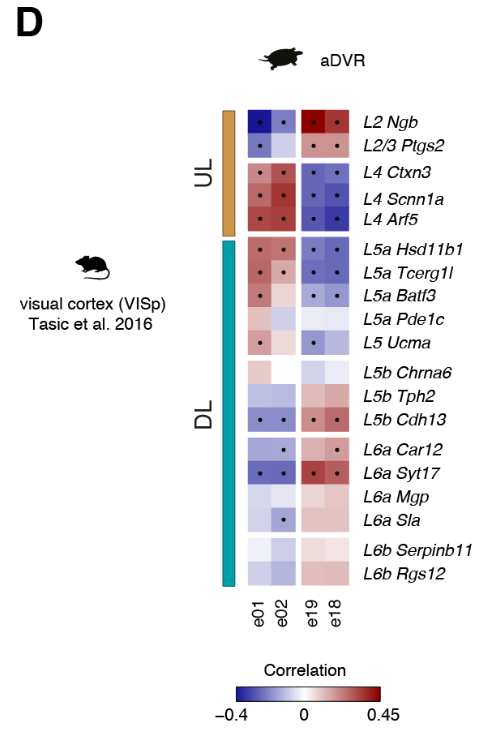 D
aDVR
UL
DL
visual cortex (VISp)
Tasic et al. 2016
L2 Ngb
L2/3 Ptgs2
L4 Ctxn3
L4 Scnn1a
L4 Arf5
L5a Hsd11b1
L5a Tcerg1l
L5a Batf3
L5a Pde1c
L5 Ucma
L5b Chrna6
L5b Tph2
L5b Cdh13
L6a Car12
L6a Syt17
L6a Mgp
L6a Sla
L6b Serpinb11
L6b Rgs12
e01 e02 e19 e18
Correlation
−0.4 0 0.45